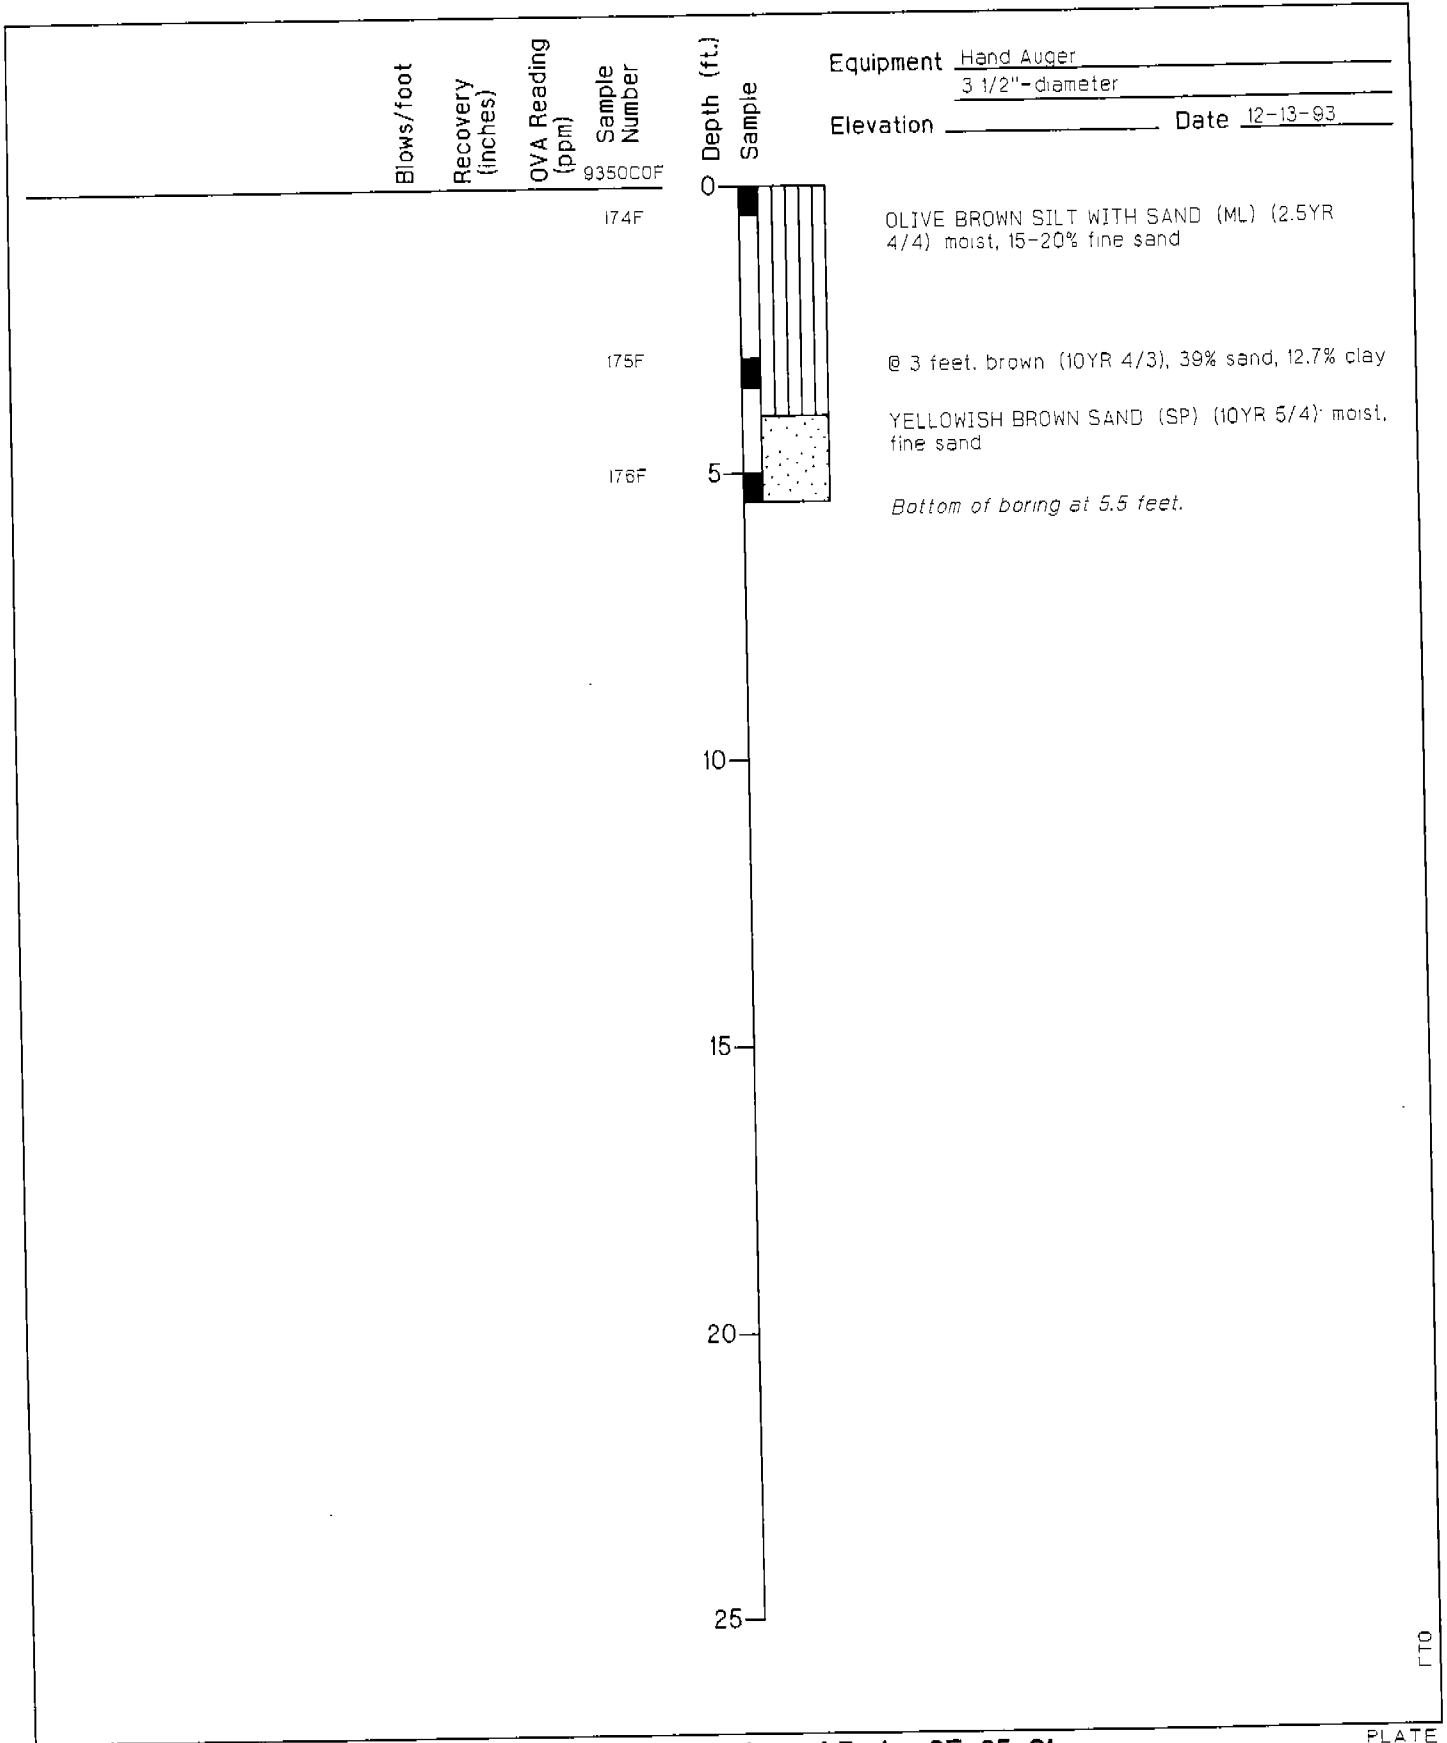 Blows/foot
Recovery
(inches)
OVA Reading
(ppm)
Sample
Number
9350C0F
Depth (ft.)
Sample
Equipment Hand Auger
3 1/2"-diameter
Elevation Date 12-13-93
0
174F
OLIVE BROWN SILT WITH SAND (ML) (2.5YR
4/4) moist, 15-20% fine sand
175F
@ 3 feet. brown (10YR 4/3), 39% sand, 12.7% clay
YELLOWISH BROWN SAND (SP) (10YR 5/4) moist,
fine sand
176F
5
Bottom of boring at 5.5 feet.
10
15
20
25
PLATE